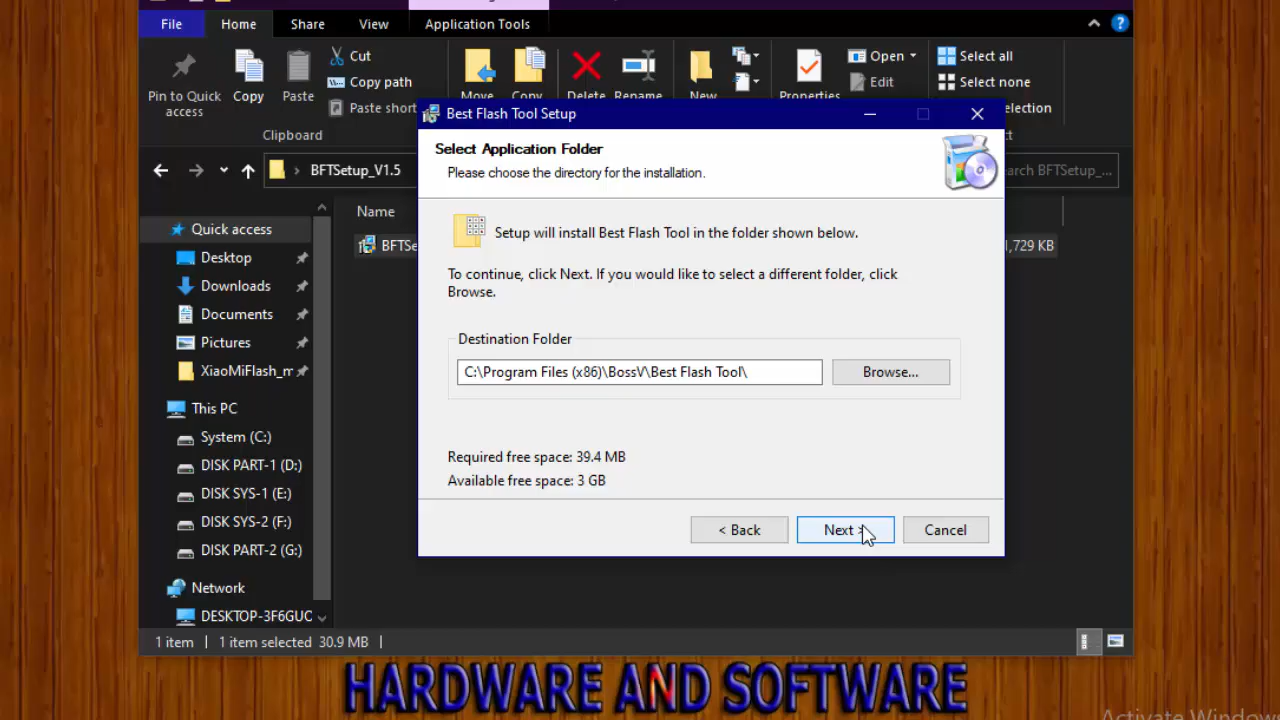 File
Home
Share
View
Application Tools
Pin to Quick
access
Copy
Paste
Cut
Copy path
Paste short
Clipboard
Move
Copy
Delete
Rename
New
Properties
Open
Edit
Select all
Select none
election
BFTSetup_V1.5
earch BFTSetup_...
Name
BFTSe
,729 KB
Quick access
Desktop
Downloads
Documents
Pictures
XiaoMiFlash_m
This PC
System (C:)
DISK PART-1 (D:)
DISK SYS-1 (E:)
DISK SYS-2 (F:)
DISK PART-2 (G:)
Network
DESKTOP-3F6GUC
1 item
1 item selected 30.9 MB
Best Flash Tool Setup
Select Application Folder
Please choose the directory for the installation.
Setup will install Best Flash Tool in the folder shown below.
To continue, click Next. If you would like to select a different folder, click
Browse.
Destination Folder
C:\Program Files (x86)\BossV\Best Flash Tool\
Browse...
Required free space: 39.4 MB
Available free space: 3 GB
< Back
Next >
Cancel
HARDWARE AND SOFTWARE
Activate Window